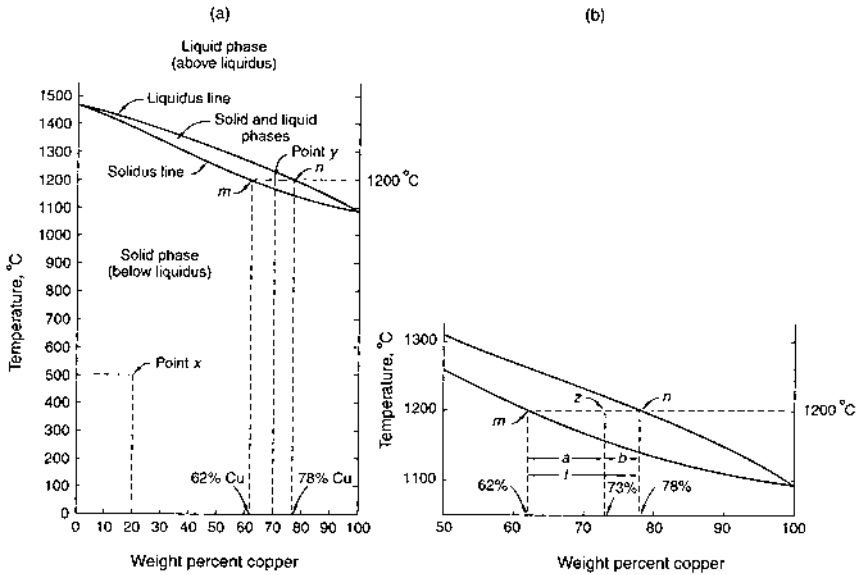 (a)
Liquid phase
(above liquidus)
1500
1400
1300
1200
1100
1000
900
800
700
600
500
400
300
200
100
0
Temperature, °C
Liquidus line
Solid and liquid
phases
Point y
n
Solidus line
m
1200 °C
Solid phase
(below liquidus)
Point x
62% Cu
78% Cu
0 10 20 30 40 50 60 70 80 90 100
Weight percent copper
(b)
1300
1200
1100
Temperature, °C
z
n
m
1200 °C
a
b
f
62%
73%
78%
50 60 70 80 90 100
Weight percent copper